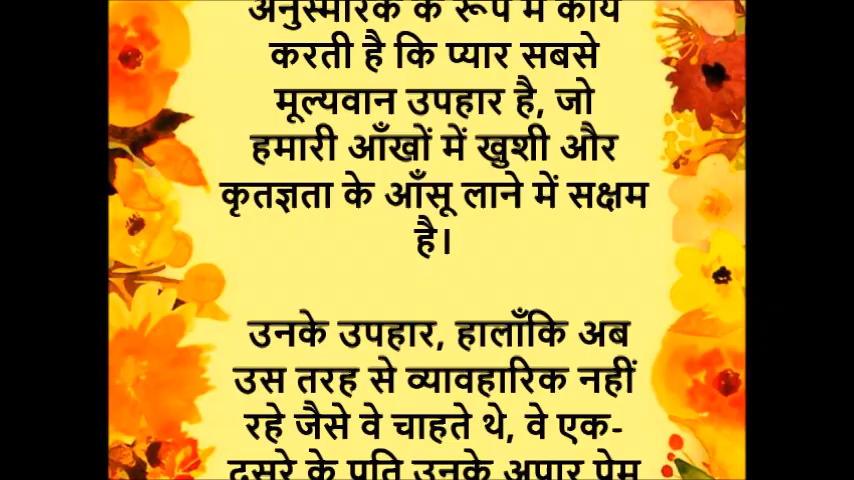 अनुस्मारक के रूप में कार्य
करती है कि प्यार सबसे
मूल्यवान उपहार है, जो
हमारी आँखों में खुशी और
कृतज्ञता के आँसू लाने में सक्षम
है।
उनके उपहार, हालाँकि अब
उस तरह से व्यावहारिक नहीं
रहे जैसे वे चाहते थे, वे एक-
दूसरे के प्रति उनके अपार प्रेम